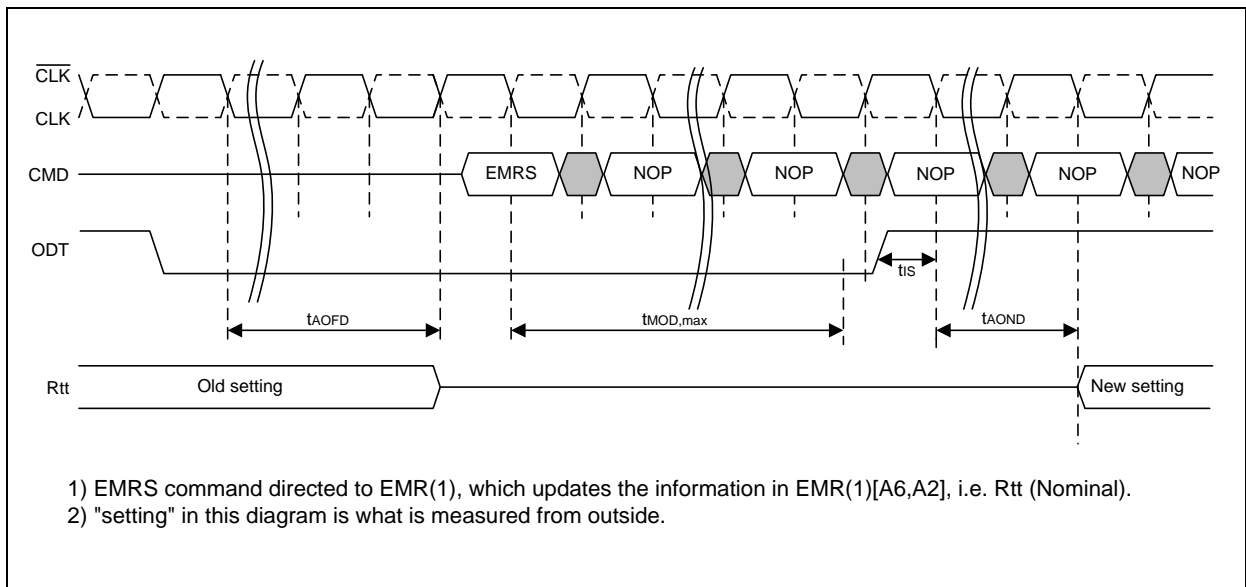 CLK
CLK
CMD
EMRS
NOP
NOP
NOP
NOP
NOP
ODT
tIS
tAOFD
tMOD,max
tAOND
Rtt
Old setting
New setting
1) EMRS command directed to EMR(1), which updates the information in EMR(1)[A6,A2], i.e. Rtt (Nominal).
2) "setting" in this diagram is what is measured from outside.